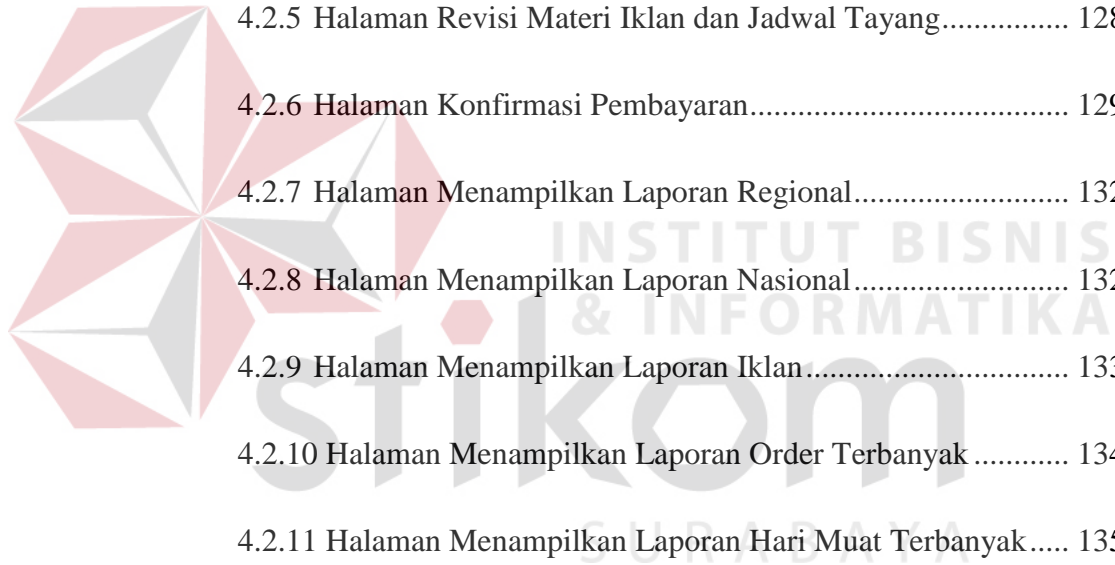 4.2.5 Halaman Revisi Materi Iklan dan Jadwal Tayang................ 128
4.2.6 Halaman Konfirmasi Pembayaran........................................ 129
4.2.7 Halaman Menampilkan Laporan Regional........................... 132
INSTITUT BISNIS
4.2.8 Halaman Menampilkan Laporan Nasional........................... 132
& INFORMATIKA
4.2.9 Halaman Menampilkan Laporan Iklan................................. 133
stikom
4.2.10 Halaman Menampilkan Laporan Order Terbanyak............ 134
4.2.11 Halaman Menampilkan Laporan Hari Muat Terbanyak..... 135
SURABAYA